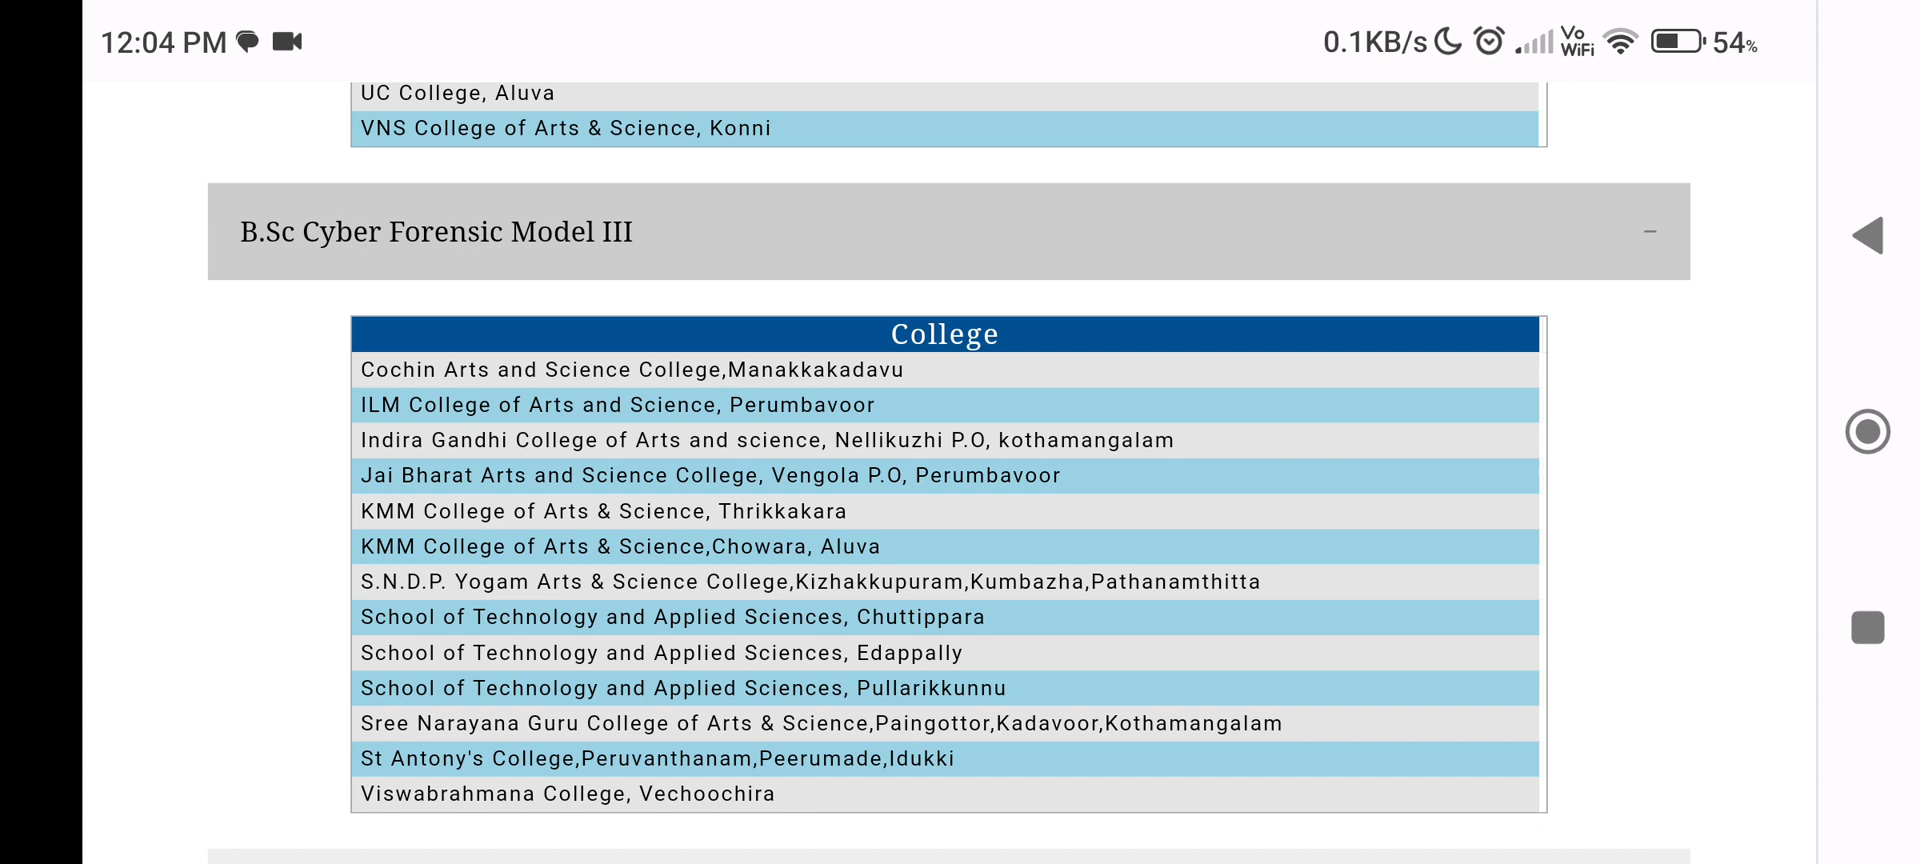 12:04 PM
0.1KB/s
Vo
WiFi
54%
UC College, Aluva
VNS College of Arts & Science, Konni
B.Sc Cyber Forensic Model III
College
Cochin Arts and Science College,Manakkakadavu
ILM College of Arts and Science, Perumbavoor
Indira Gandhi College of Arts and science, Nellikuzhi P.O, kothamangalam
Jai Bharat Arts and Science College, Vengola P.O, Perumbavoor
KMM College of Arts & Science, Thrikkakara
KMM College of Arts & Science,Chowara, Aluva
S.N.D.P. Yogam Arts & Science College,Kizhakkupuram,Kumbazha,Pathanamthitta
School of Technology and Applied Sciences, Chuttippara
School of Technology and Applied Sciences, Edappally
School of Technology and Applied Sciences, Pullarikkunnu
Sree Narayana Guru College of Arts & Science,Paingottor,Kadavoor,Kothamangalam
St Antony's College,Peruvanthanam,Peerumade,Idukki
Viswabrahmana College, Vechoochira